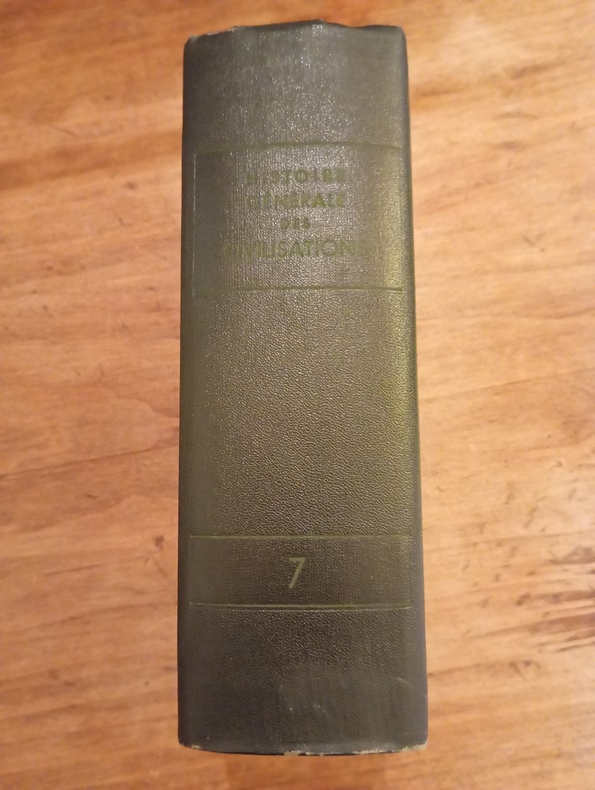 HISTOIRE
GÉNÉRALE
DES
CIVILISATIONS
7